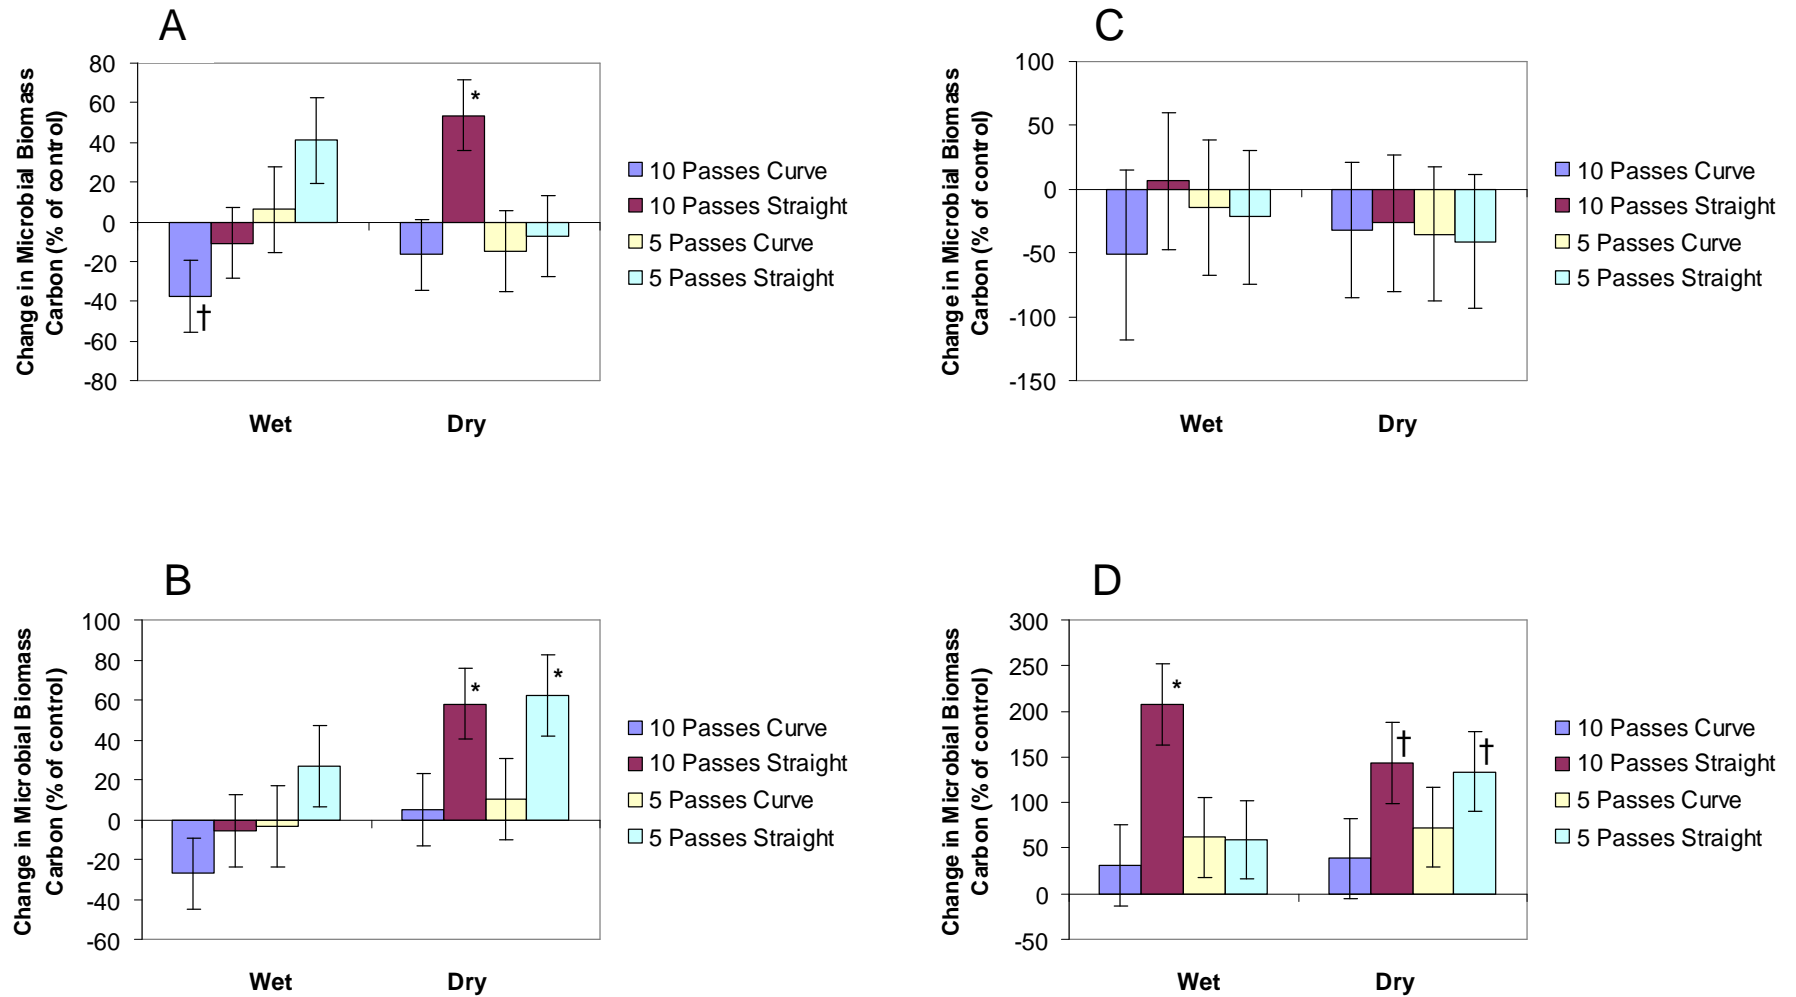 A
Change in Microbial Biomass
Carbon (% of control)
80
60
40
20
0
-20
-40
-60
-80
*
†
Wet Dry
10 Passes Curve
10 Passes Straight
5 Passes Curve
5 Passes Straight
C
Change in Microbial Biomass
Carbon (% of control)
100
50
0
-50
-100
-150
Wet Dry
10 Passes Curve
10 Passes Straight
5 Passes Curve
5 Passes Straight
B
Change in Microbial Biomass
Carbon (% of control)
100
80
60
40
20
0
-20
-40
-60
* *
Wet Dry
10 Passes Curve
10 Passes Straight
5 Passes Curve
5 Passes Straight
D
Change in Microbial Biomass
Carbon (% of control)
300
250
200
150
100
50
0
-50
*
† †
Wet Dry
10 Passes Curve
10 Passes Straight
5 Passes Curve
5 Passes Straight